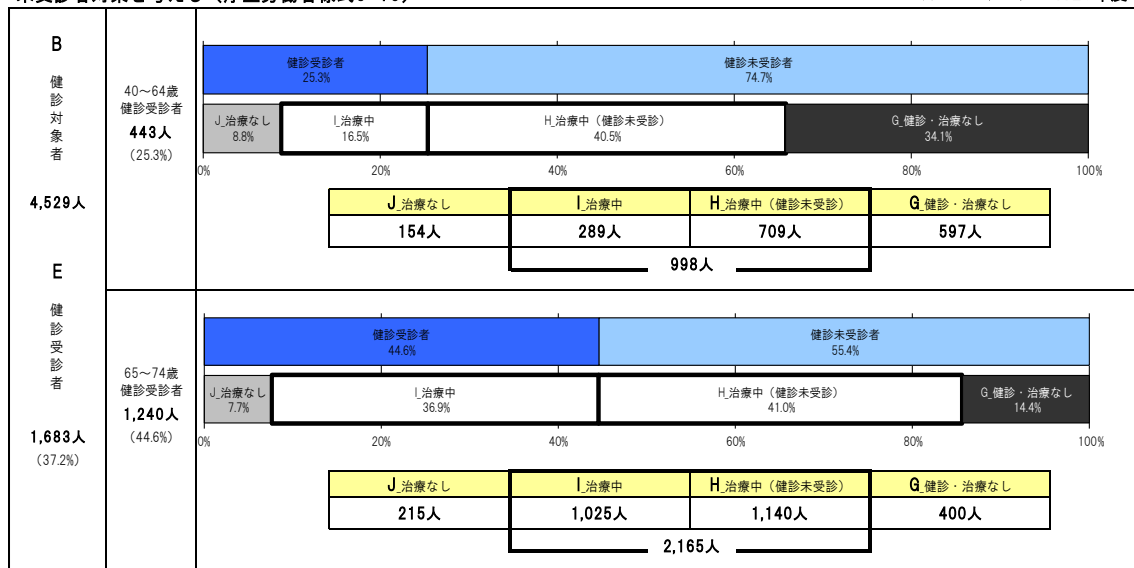 B
健
診
対
象
者
4,529人
E
健
診
受
診
者
1,683人
(37.2%)
40～64歳
健診受診者
443人
(25.3%)
健診受診者
25.3%
健診未受診者
74.7%
J_治療なし
8.8%
I_治療中
16.5%
H_治療中（健診未受診）
40.5%
G_健診・治療なし
34.1%
0% 20% 40% 60% 80% 100%
J_治療なし I_治療中 H_治療中（健診未受診） G_健診・治療なし
154人 289人 709人 597人
998人
65～74歳
健診受診者
1,240人
(44.6%)
健診受診者
44.6%
健診未受診者
55.4%
J_治療なし
7.7%
I_治療中
36.9%
H_治療中（健診未受診）
41.0%
G_健診・治療なし
14.4%
0% 20% 40% 60% 80% 100%
J_治療なし I_治療中 H_治療中（健診未受診） G_健診・治療なし
215人 1,025人 1,140人 400人
2,165人